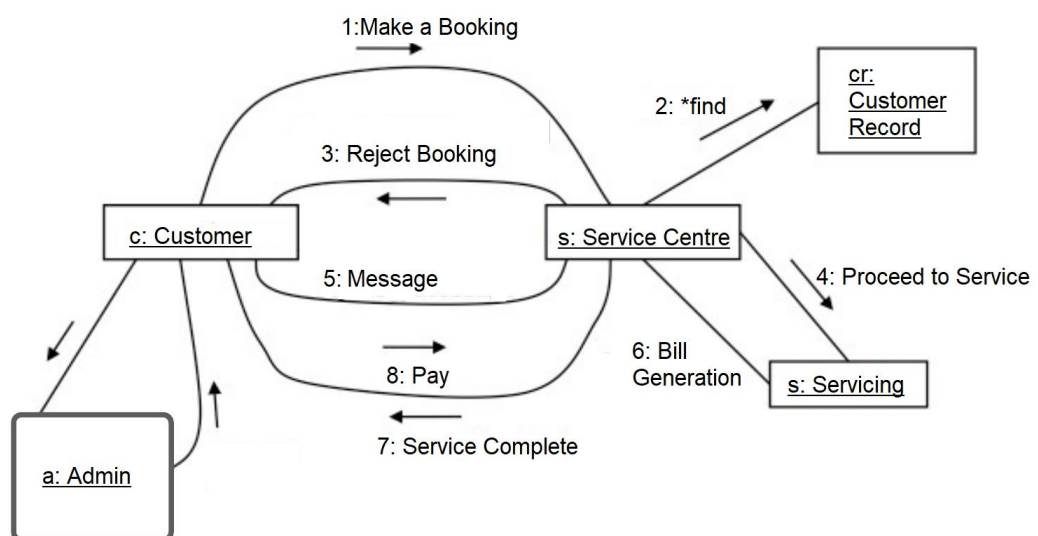 1:Make a Booking
2: *find
cr:
Customer
Record
3: Reject Booking
c: Customer
s: Service Centre
5: Message
4: Proceed to Service
6: Bill
Generation
8: Pay
s: Servicing
7: Service Complete
a: Admin